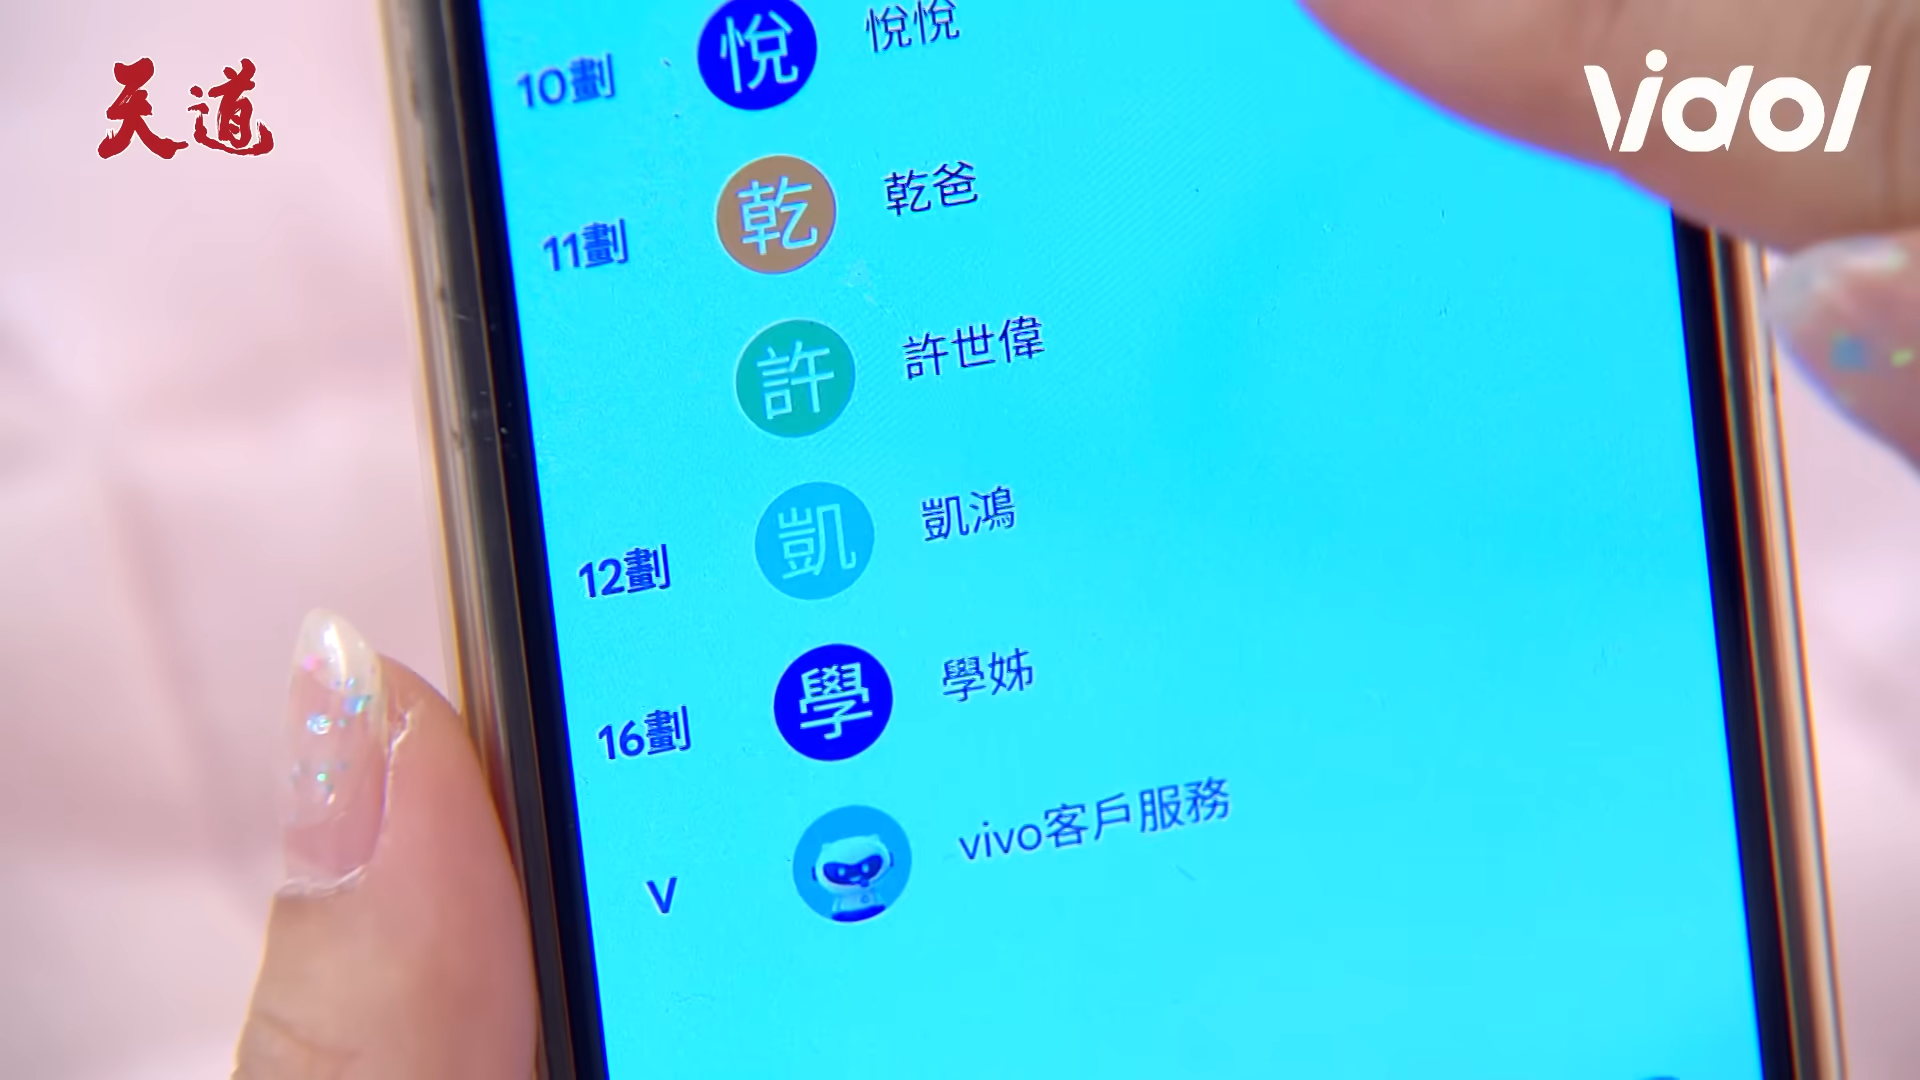 天道
vidol
10劃
悅
悅悅
11劃
乾
乾爸
許
許世偉
12劃
凱
凱鴻
16劃
學
學姊
V
vivo客戶服務